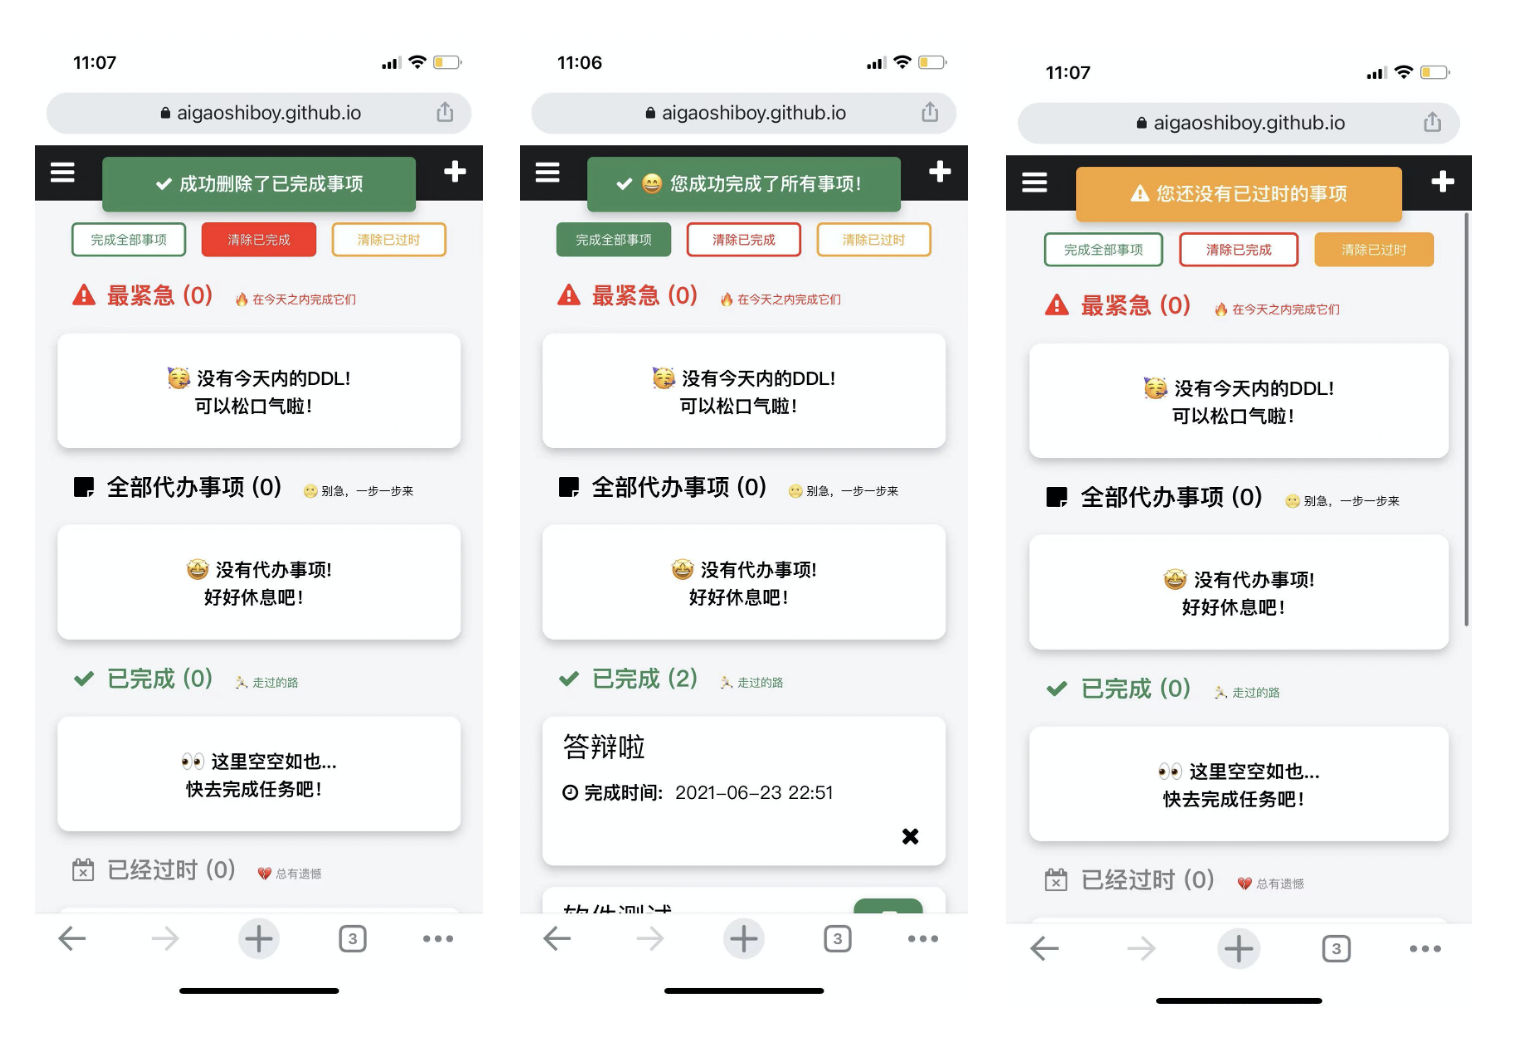 11:07
aigaoshiboy.github.io
成功删除了已完成事项
完成全部事项 清除已完成 清除已过时
最紧急 (0) 在今天之内完成它们
没有今天内的DDL!
可以松口气啦!
全部代办事项 (0) 别急，一步一步来
没有代办事项!
好好休息吧!
已完成 (0) 走过的路
这里空空如也...
快去完成任务吧!
已经过时 (0) 总有遗憾
3
11:06
aigaoshiboy.github.io
您成功完成了所有事项!
完成全部事项 清除已完成 清除已过时
最紧急 (0) 在今天之内完成它们
没有今天内的DDL!
可以松口气啦!
全部代办事项 (0) 别急，一步一步来
没有代办事项!
好好休息吧!
已完成 (2) 走过的路
答辩啦
完成时间: 2021-06-23 22:51
软件测试
3
11:07
aigaoshiboy.github.io
您还没有已过时的事项
完成全部事项 清除已完成 清除已过时
最紧急 (0) 在今天之内完成它们
没有今天内的DDL!
可以松口气啦!
全部代办事项 (0) 别急，一步一步来
没有代办事项!
好好休息吧!
已完成 (0) 走过的路
这里空空如也...
快去完成任务吧!
已经过时 (0) 总有遗憾
3